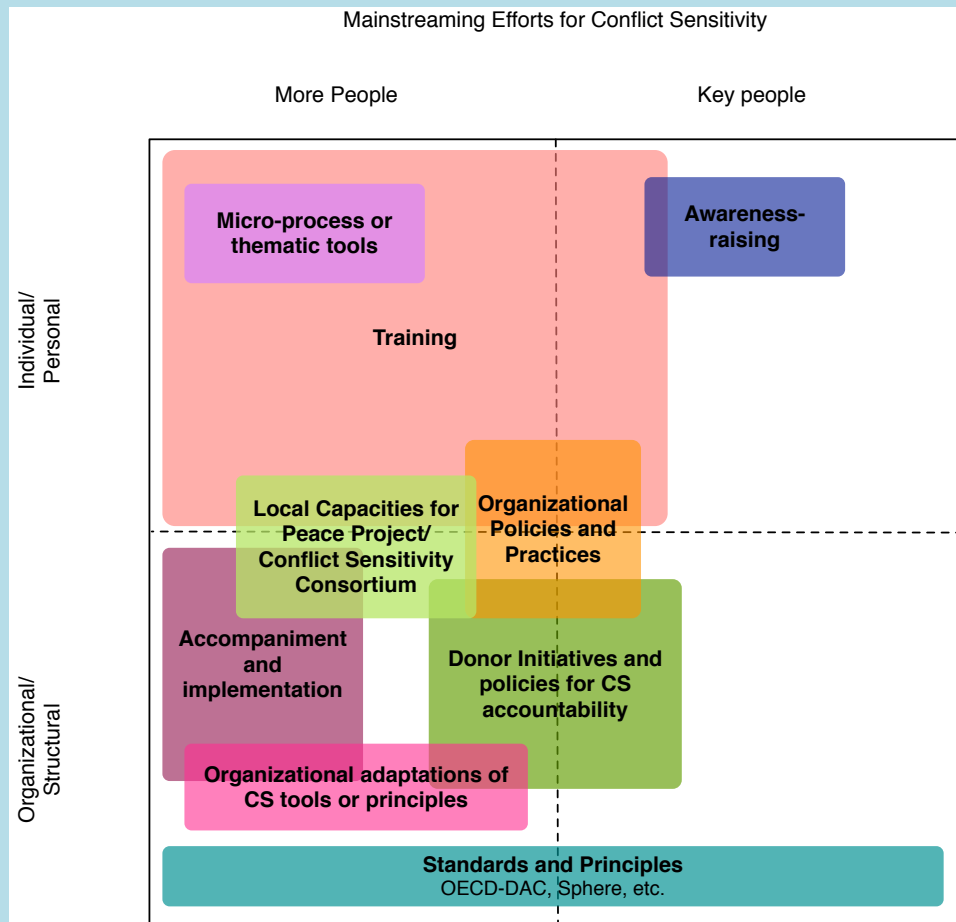 Mainstreaming Efforts for Conflict Sensitivity
More People
Key people
Individual/
Personal
Micro-process or
thematic tools
Awareness-
raising
Training
Local Capacities for
Peace Project/
Conflict Sensitivity
Consortium
Organizational
Policies and
Practices
Organizational/
Structural
Accompaniment
and
implementation
Donor Initiatives and
policies for CS
accountability
Organizational adaptations of
CS tools or principles
Standards and Principles
OECD-DAC, Sphere, etc.